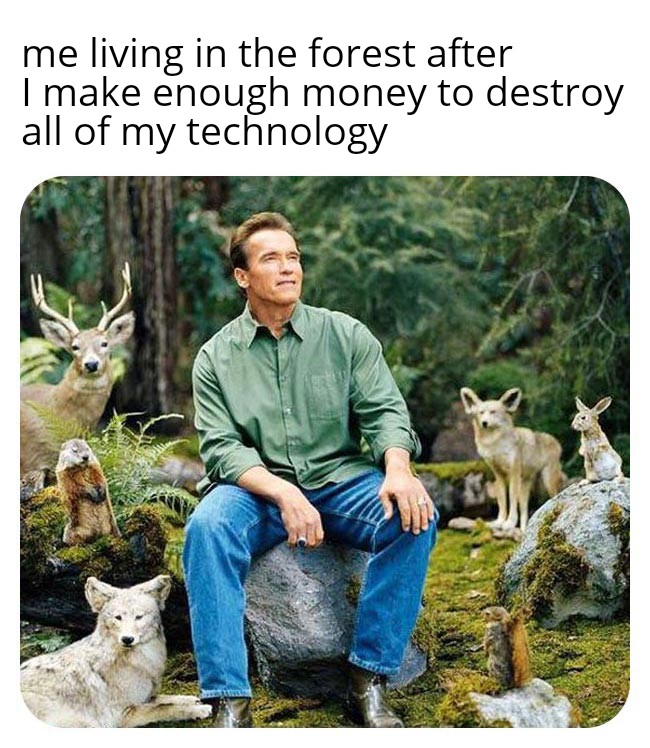 me living in the forest after
I make enough money to destroy
all of my technology